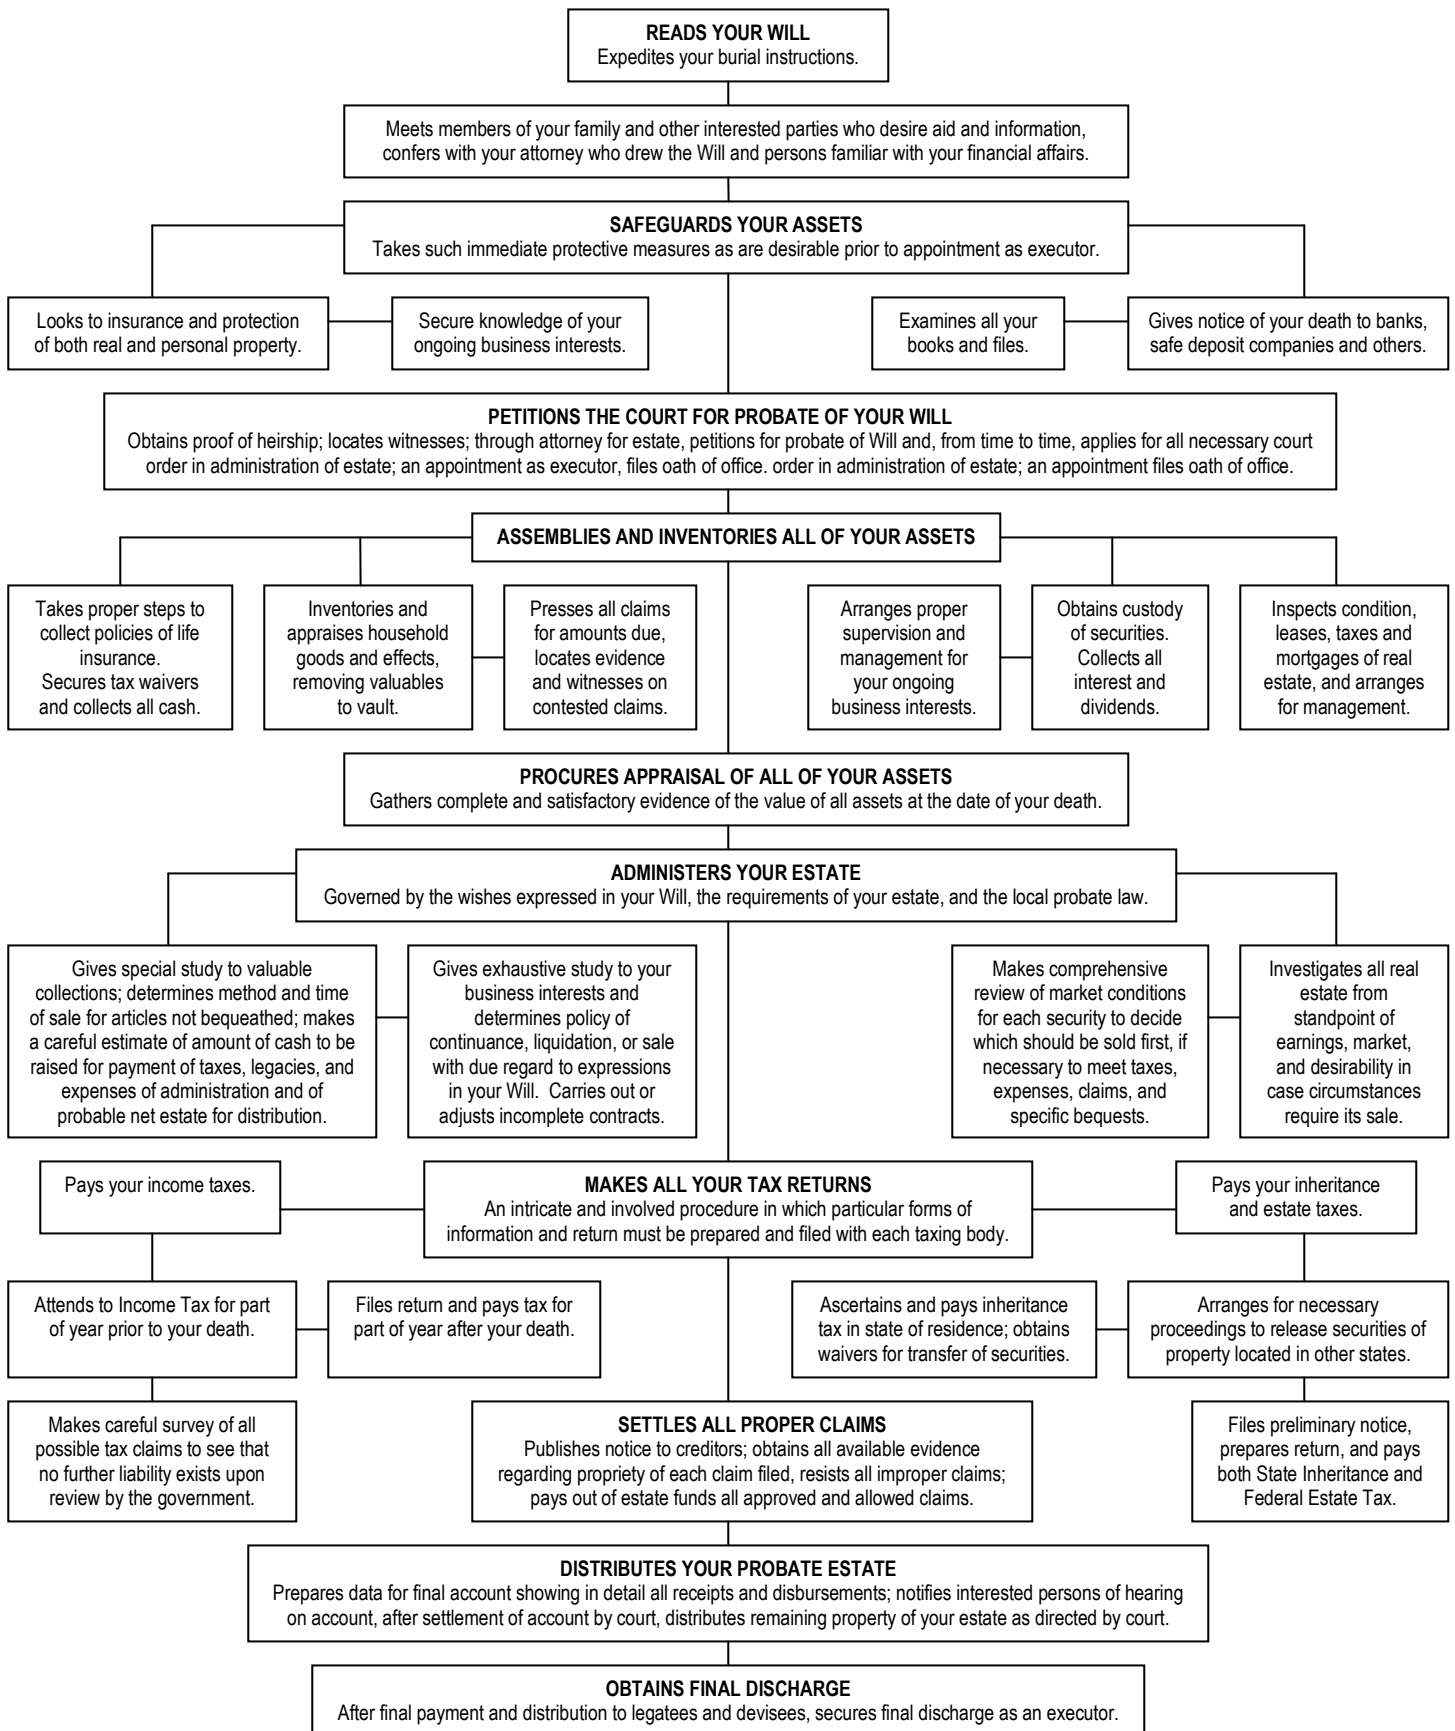 READS YOUR WILL
Expedites your burial instructions.
Meets members of your family and other interested parties who desire aid and information,
confers with your attorney who drew the Will and persons familiar with your financial affairs.
SAFEGUARDS YOUR ASSETS
Takes such immediate protective measures as are desirable prior to appointment as executor.
Looks to insurance and protection
of both real and personal property.
Secure knowledge of your
ongoing business interests.
Examines all your
books and files.
Gives notice of your death to banks,
safe deposit companies and others.
PETITIONS THE COURT FOR PROBATE OF YOUR WILL
Obtains proof of heirship; locates witnesses; through attorney for estate, petitions for probate of Will and, from time to time, applies for all necessary court
order in administration of estate; an appointment as executor, files oath of office. order in administration of estate; an appointment files oath of office.
ASSEMBLIES AND INVENTORIES ALL OF YOUR ASSETS
Takes proper steps to
collect policies of life
insurance.
Secures tax waivers
and collects all cash.
Inventories and
appraises household
goods and effects,
removing valuables
to vault.
Presses all claims
for amounts due,
locates evidence
and witnesses on
contested claims.
Arranges proper
supervision and
management for
your ongoing
business interests.
Obtains custody
of securities.
Collects all
interest and
dividends.
Inspects condition,
leases, taxes and
mortgages of real
estate, and arranges
for management.
PROCURES APPRAISAL OF ALL OF YOUR ASSETS
Gathers complete and satisfactory evidence of the value of all assets at the date of your death.
ADMINISTERS YOUR ESTATE
Governed by the wishes expressed in your Will, the requirements of your estate, and the local probate law.
Gives special study to valuable
collections; determines method and time
of sale for articles not bequeathed; makes
a careful estimate of amount of cash to be
raised for payment of taxes, legacies, and
expenses of administration and of
probable net estate for distribution.
Gives exhaustive study to your
business interests and
determines policy of
continuance, liquidation, or sale
with due regard to expressions
in your Will. Carries out or
adjusts incomplete contracts.
Makes comprehensive
review of market conditions
for each security to decide
which should be sold first, if
necessary to meet taxes,
expenses, claims, and
specific bequests.
Investigates all real
estate from
standpoint of
earnings, market,
and desirability in
case circumstances
require its sale.
Pays your income taxes.
MAKES ALL YOUR TAX RETURNS
An intricate and involved procedure in which particular forms of
information and return must be prepared and filed with each taxing body.
Pays your inheritance
and estate taxes.
Attends to Income Tax for part
of year prior to your death.
Files return and pays tax for
part of year after your death.
Ascertains and pays inheritance
tax in state of residence; obtains
waivers for transfer of securities.
Arranges for necessary
proceedings to release securities of
property located in other states.
Makes careful survey of all
possible tax claims to see that
no further liability exists upon
review by the government.
SETTLES ALL PROPER CLAIMS
Publishes notice to creditors; obtains all available evidence
regarding propriety of each claim filed, resists all improper claims;
pays out of estate funds all approved and allowed claims.
Files preliminary notice,
prepares return, and pays
both State Inheritance and
Federal Estate Tax.
DISTRIBUTES YOUR PROBATE ESTATE
Prepares data for final account showing in detail all receipts and disbursements; notifies interested persons of hearing
on account, after settlement of account by court, distributes remaining property of your estate as directed by court.
OBTAINS FINAL DISCHARGE
After final payment and distribution to legatees and devisees, secures final discharge as an executor.